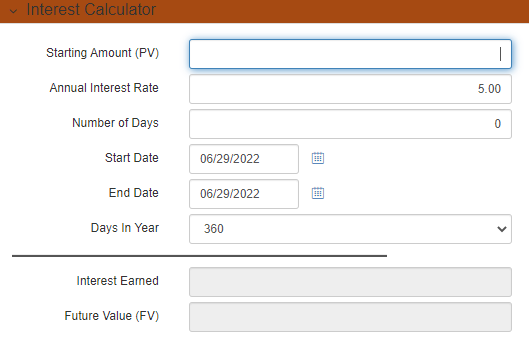 Interest Calculator
Starting Amount (PV)
Annual Interest Rate 5.00
Number of Days 0
Start Date 06/29/2022
End Date 06/29/2022
Days In Year 360
Interest Earned
Future Value (FV)